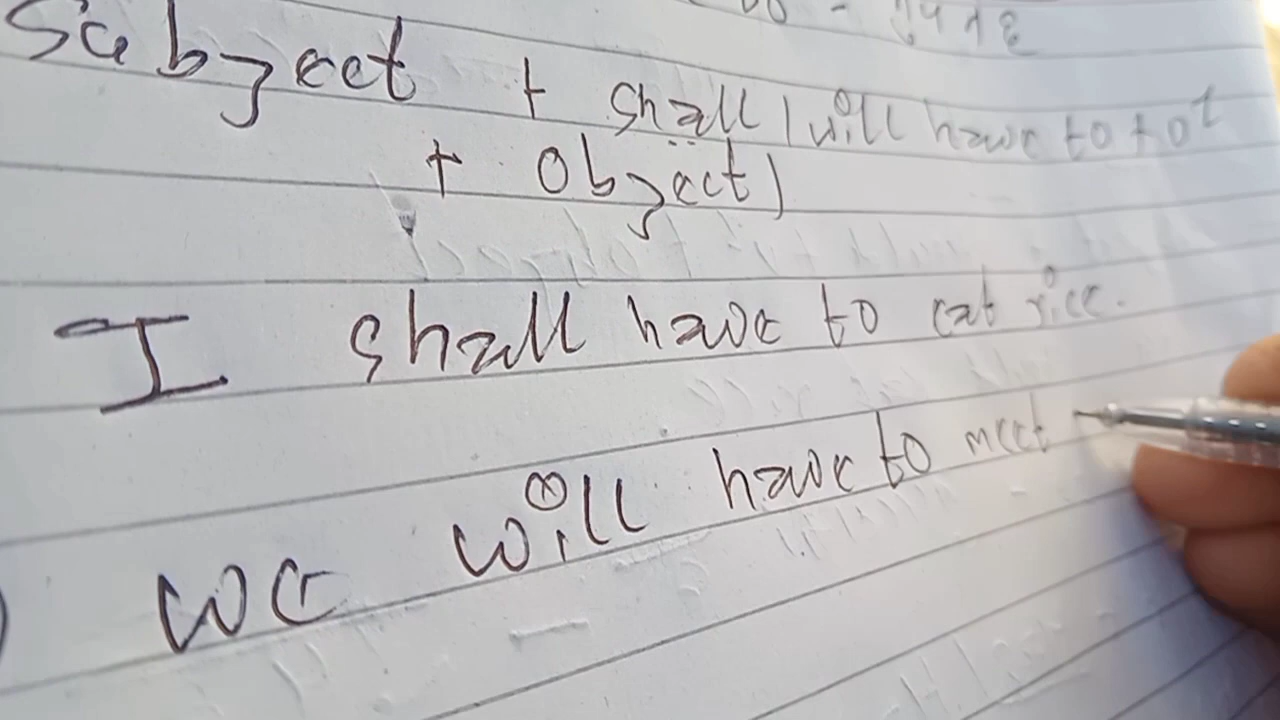 Subject + shall / will have to + v1
+ Object)
I shall have to eat rice.
we will have to meet